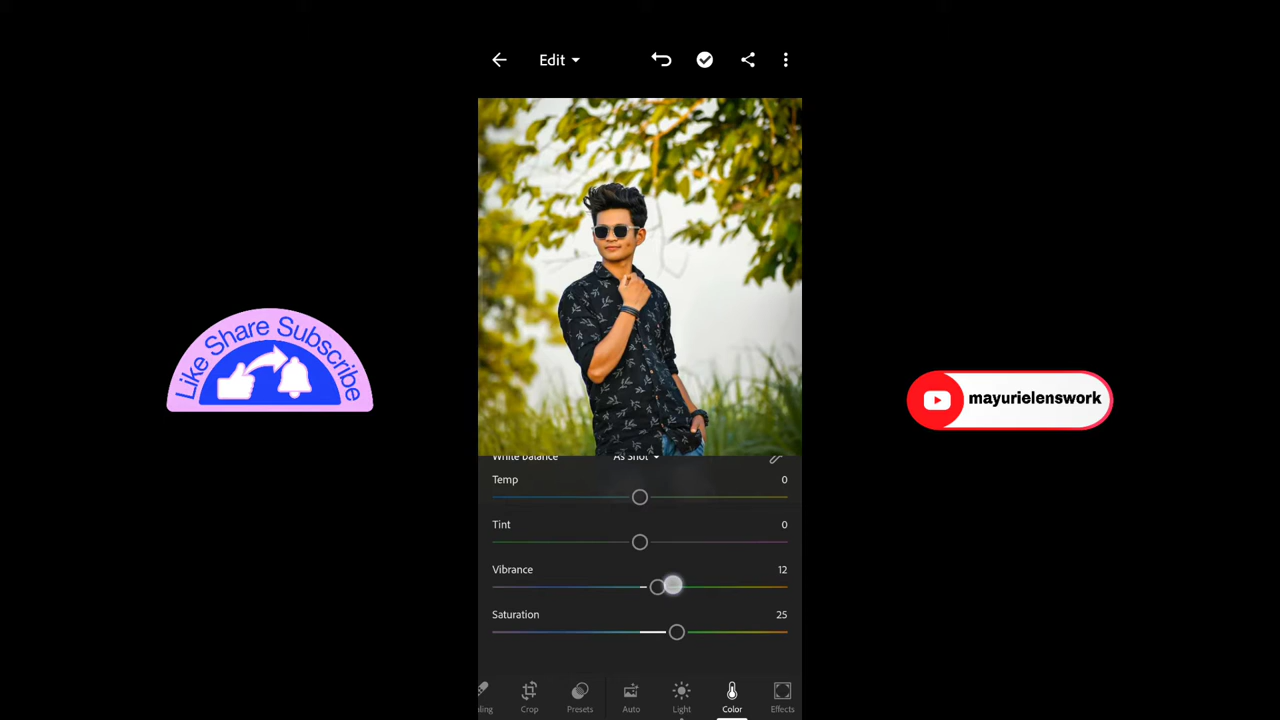 Edit
Like Share Subscribe
mayurielenswork
White balance As Shot
Temp 0
Tint 0
Vibrance 12
Saturation 25
aling Crop Presets Auto Light Color Effects